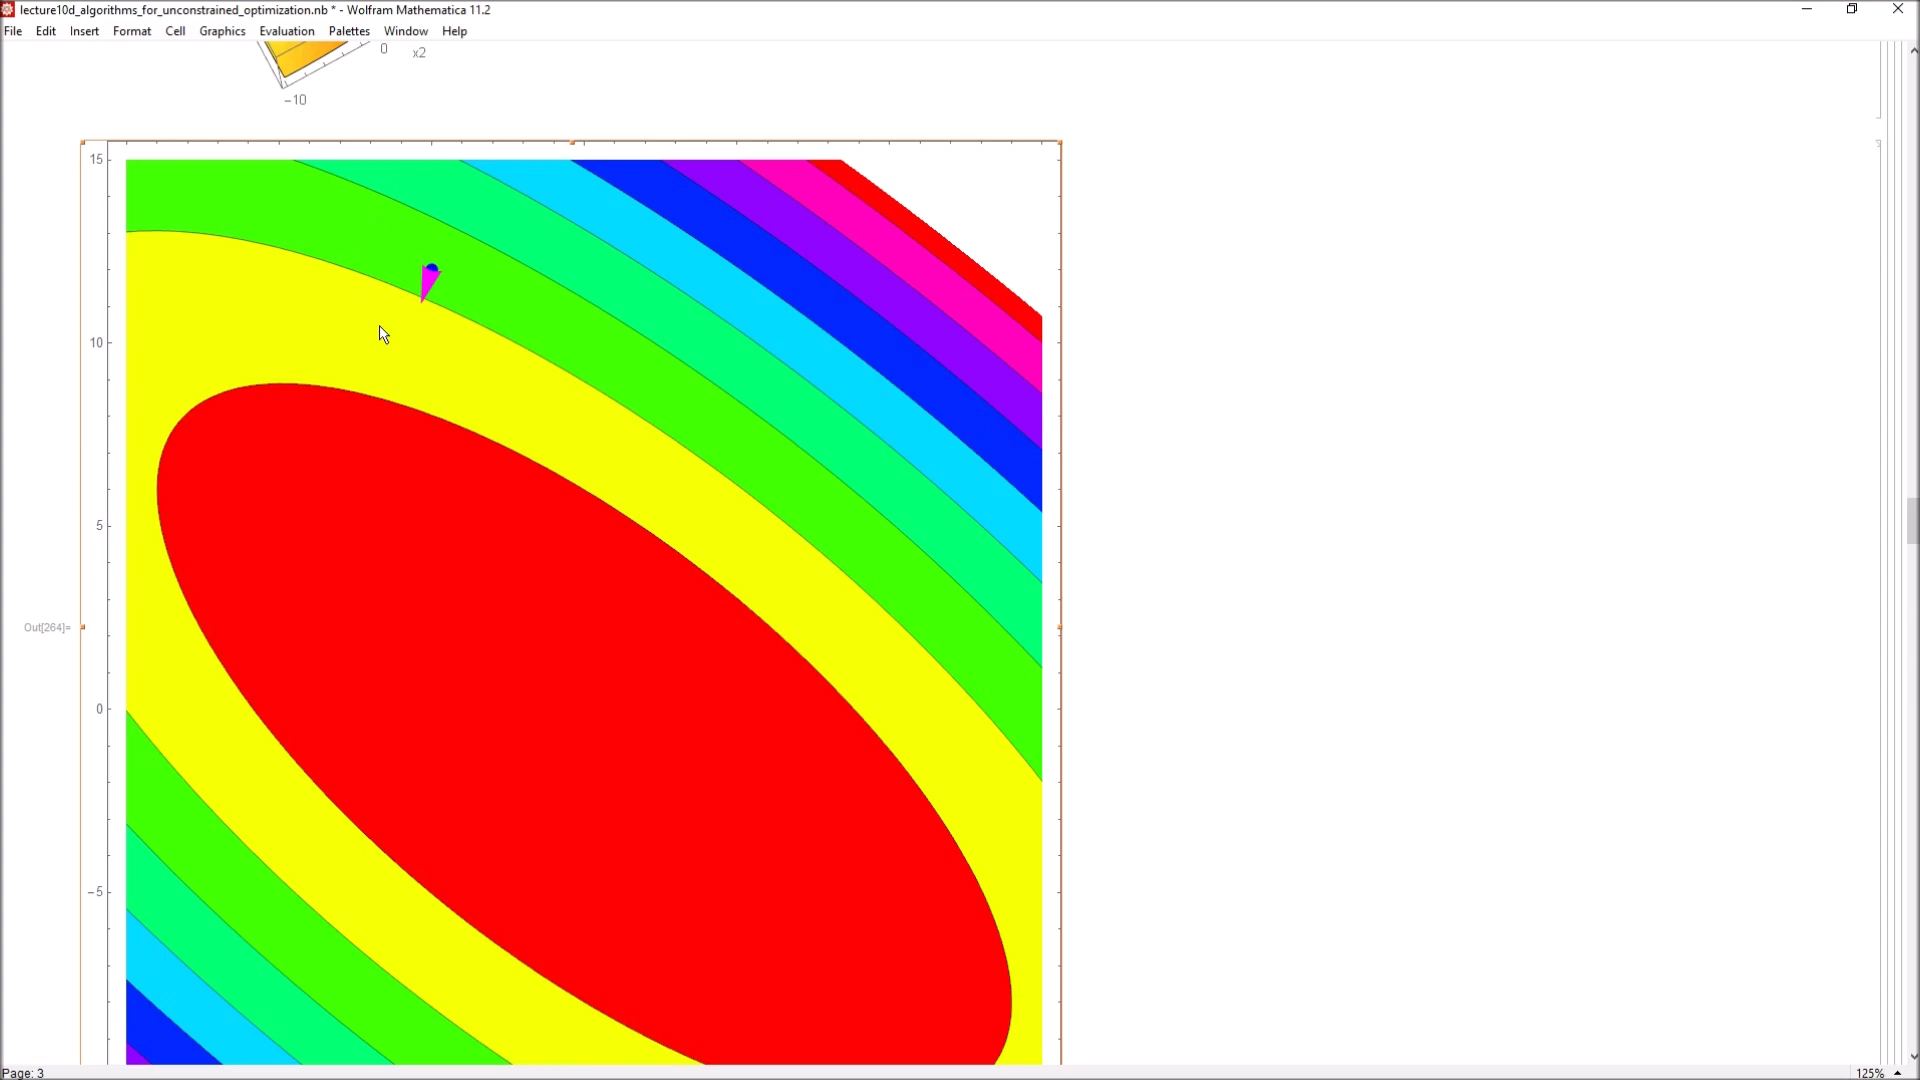 lecture10d_algorithms_for_unconstrained_optimization.nb * - Wolfram Mathematica 11.2
File Edit Insert Format Cell Graphics Evaluation Palettes Window Help
0 x2
−10
15
10
5
Out[264]=
0
−5
Page: 3
125%